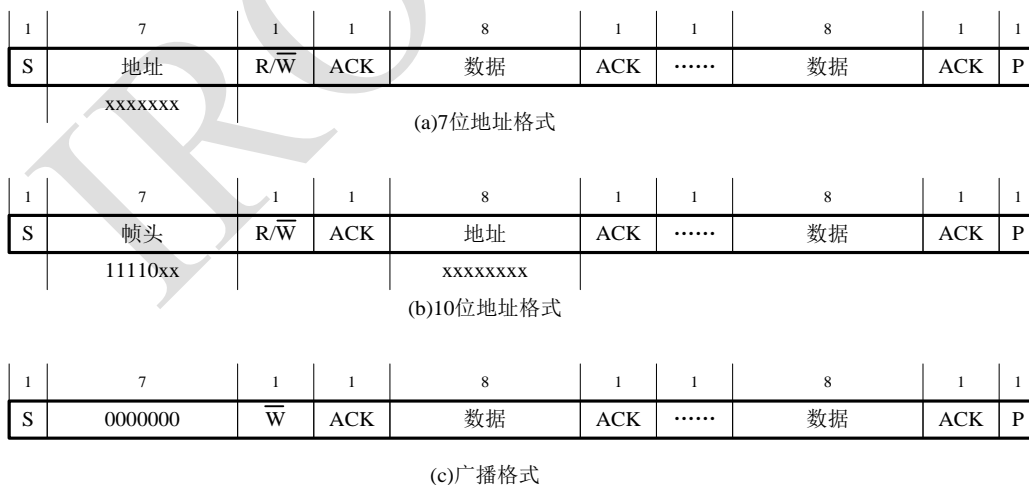 1 7 1 1 8 1 1 8 1 1
S 地址 R/W̅ ACK 数据 ACK …… 数据 ACK P
xxxxxxx
(a)7位地址格式
1 7 1 1 8 1 1 8 1 1
S 帧头 R/W̅ ACK 地址 ACK …… 数据 ACK P
11110xx xxxxxxxx
(b)10位地址格式
1 7 1 1 8 1 1 8 1 1
S 0000000 W̅ ACK 数据 ACK …… 数据 ACK P
(c)广播格式